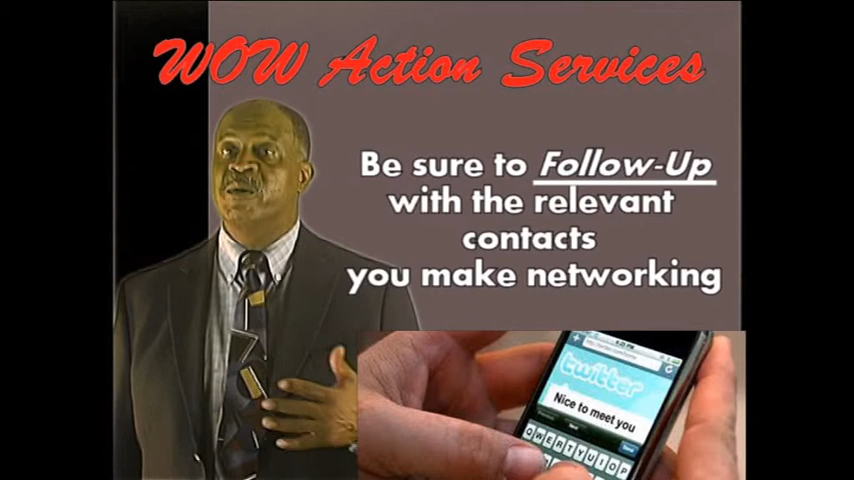 WOW Action Services
Be sure to Follow-Up
with the relevant
contacts
you make networking
twitter
Nice to meet you
QWERTYUIOP